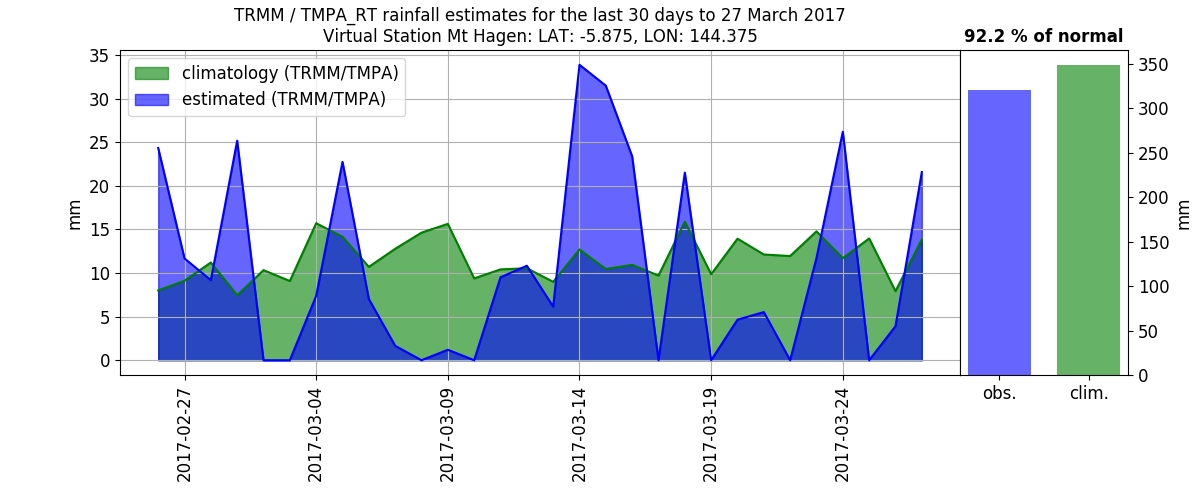 TRMM / TMPA_RT rainfall estimates for the last 30 days to 27 March 2017
Virtual Station Mt Hagen: LAT: -5.875, LON: 144.375
92.2 % of normal
climatology (TRMM/TMPA)
estimated (TRMM/TMPA)
35
30
25
20
15
10
5
0
mm
2017-02-27
2017-03-04
2017-03-09
2017-03-14
2017-03-19
2017-03-24
350
300
250
200
150
100
50
0
mm
obs.
clim.